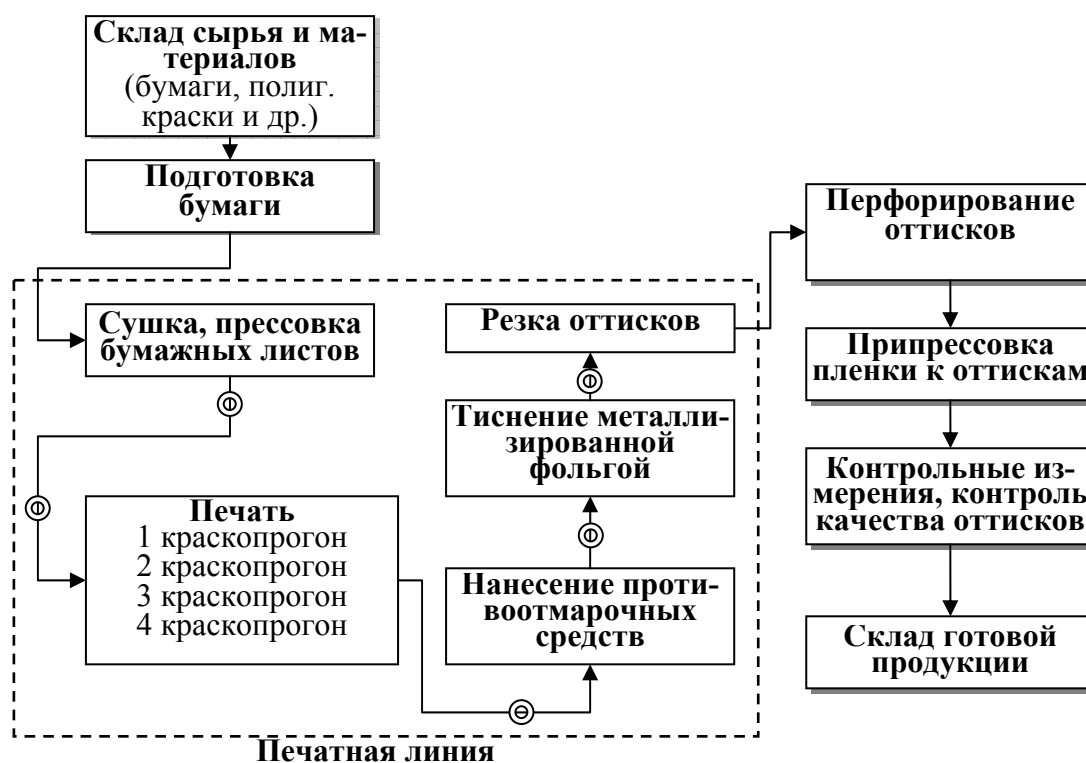 Склад сырья и ма-
териалов
(бумаги, полиг.
краски и др.)
Подготовка
бумаги
Сушка, прессовка
бумажных листов
Печать
1 краскопрогон
2 краскопрогон
3 краскопрогон
4 краскопрогон
Нанесение проти-
воотмарочных
средств
Тиснение металли-
зированной
фольгой
Резка оттисков
Печатная линия
Перфорирование
оттисков
Припрессовка
пленки к оттискам
Контрольные из-
мерения, контроль
качества оттисков
Склад готовой
продукции